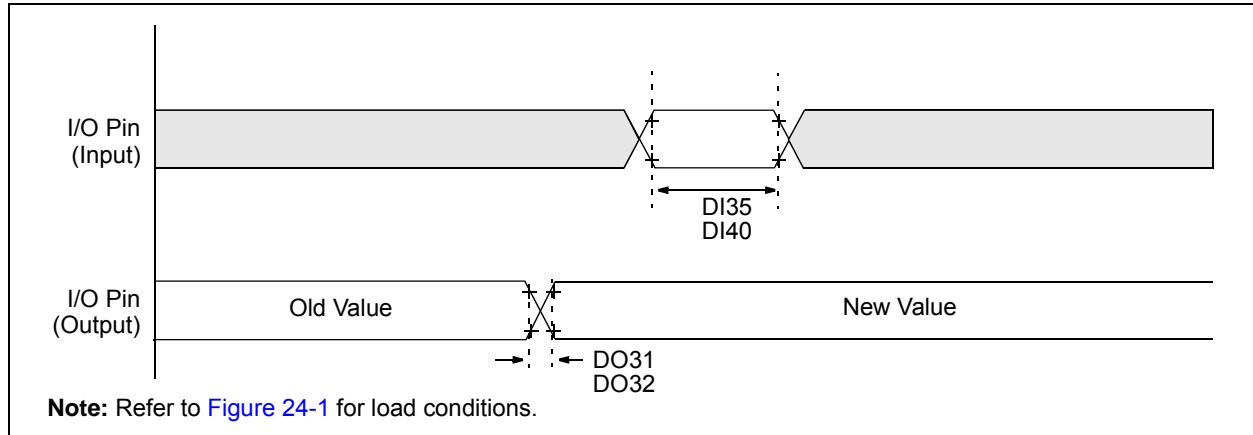 I/O Pin
(Input)
DI35
DI40
I/O Pin
(Output)
Old Value
New Value
DO31
DO32
Note: Refer to Figure 24-1 for load conditions.